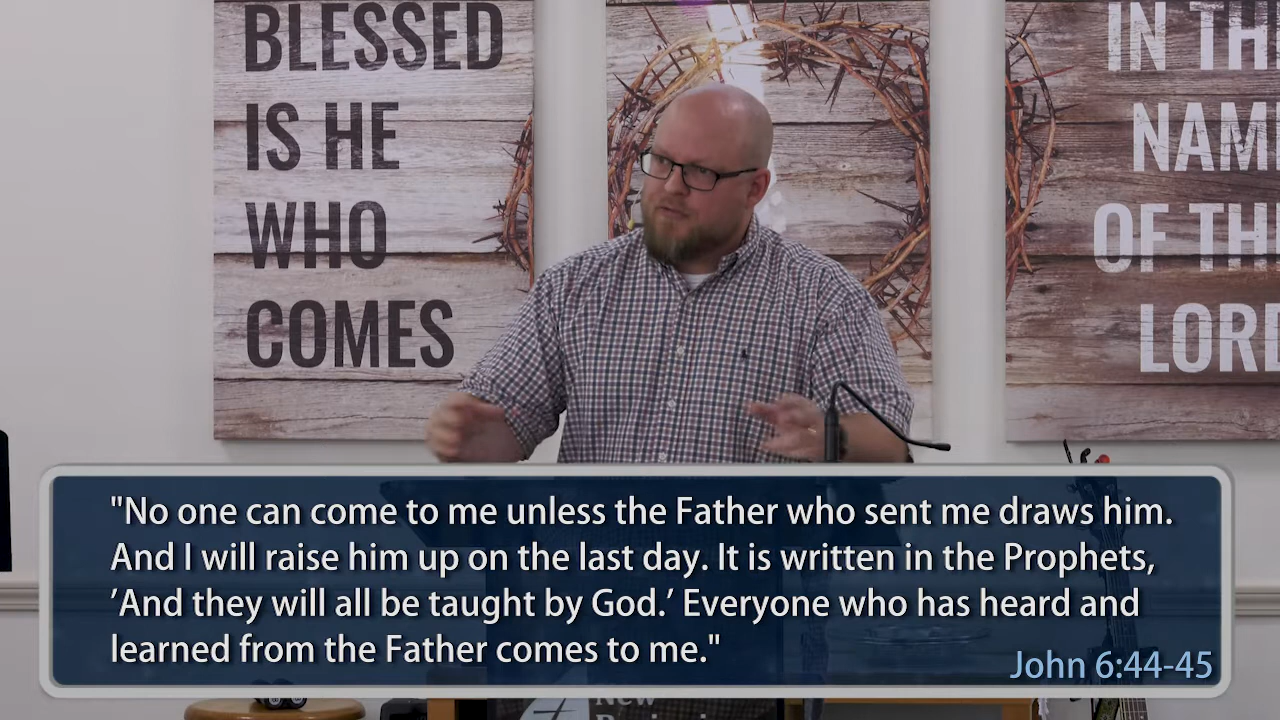 BLESSED
IS HE
WHO
COMES
IN TH
NAM
OF TH
LORD
"No one can come to me unless the Father who sent me draws him.
And I will raise him up on the last day. It is written in the Prophets,
'And they will all be taught by God.' Everyone who has heard and
learned from the Father comes to me."
John 6:44-45
New